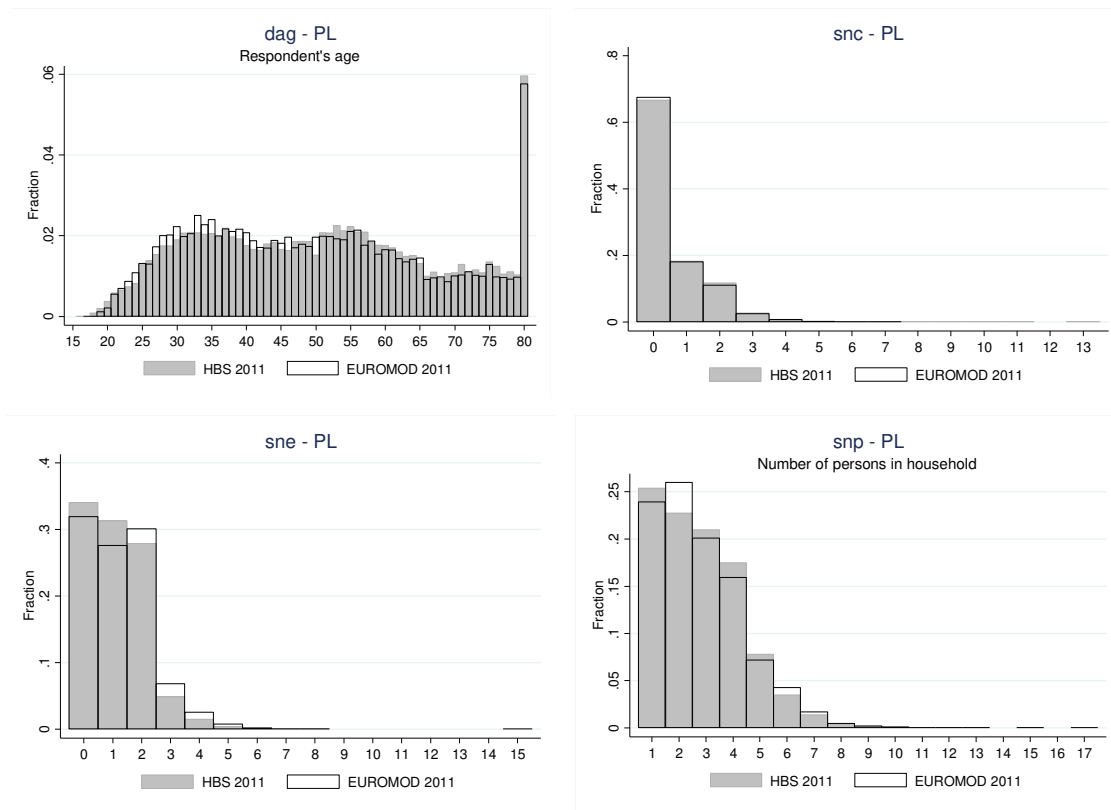 dag - PL
Respondent's age
Fraction
0 .02 .04 .06
15 20 25 30 35 40 45 50 55 60 65 70 75 80
HBS 2011 EUROMOD 2011
snc - PL
Fraction
0 .2 .4 .6 .8
0 1 2 3 4 5 6 7 8 9 10 11 12 13
HBS 2011 EUROMOD 2011
sne - PL
Fraction
0 .1 .2 .3 .4
0 1 2 3 4 5 6 7 8 9 10 11 12 13 14 15
HBS 2011 EUROMOD 2011
snp - PL
Number of persons in household
Fraction
0 .05 .1 .15 .2 .25
1 2 3 4 5 6 7 8 9 10 11 12 13 14 15 16 17
HBS 2011 EUROMOD 2011